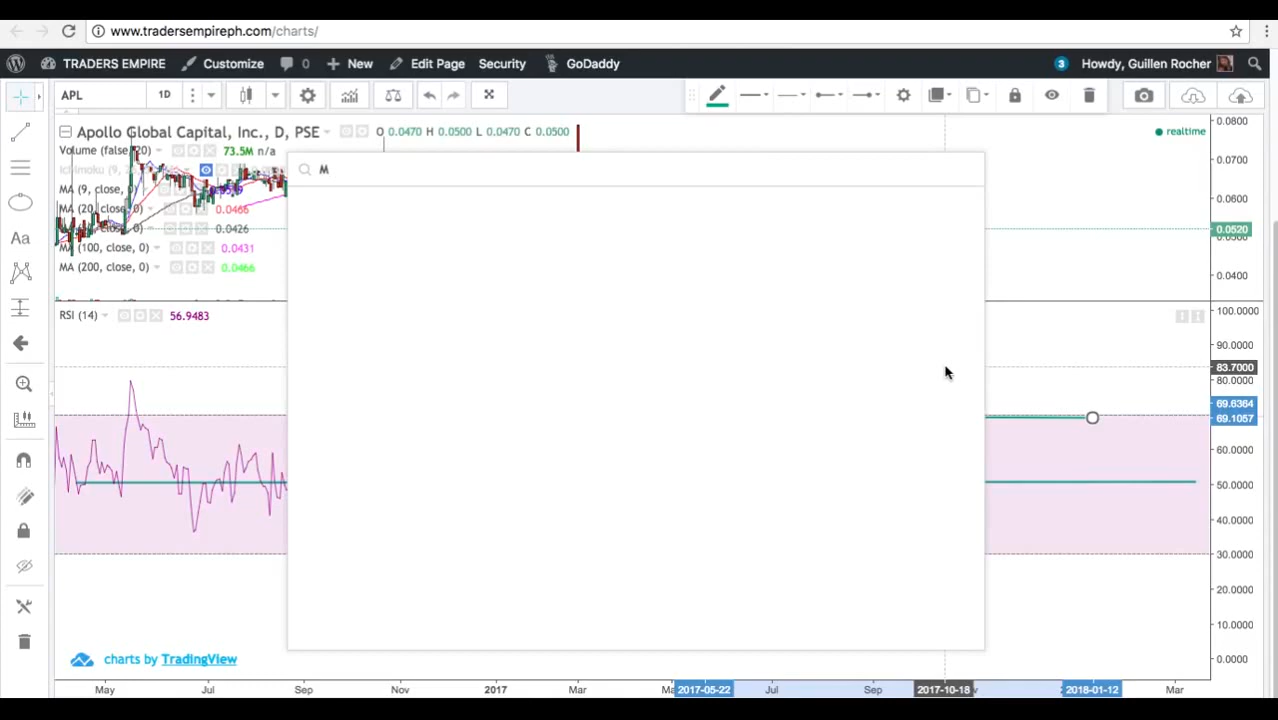 www.tradersempireph.com/charts/
TRADERS EMPIRE Customize 0 New Edit Page Security GoDaddy 3 Howdy, Guillen Rocher
APL 1D
Apollo Global Capital, Inc., D, PSE O 0.0470 H 0.0500 L 0.0470 C 0.0500
realtime
Volume (false, 20) 73.5M n/a
M
MA (9, close, 0)
MA (20, close, 0) 0.0466
close, 0) 0.0426
MA (100, close, 0) 0.0431
MA (200, close, 0) 0.0466
0.0800
0.0700
0.0600
0.0520
0.0500
0.0400
RSI (14) 56.9483
Aa
100.0000
90.0000
83.7000
80.0000
69.6364
69.1057
60.0000
50.0000
40.0000
30.0000
20.0000
10.0000
0.0000
charts by TradingView
May Jul Sep Nov 2017 Mar 2017-05-22 Jul Sep 2017-10-18 2018-01-12 Mar